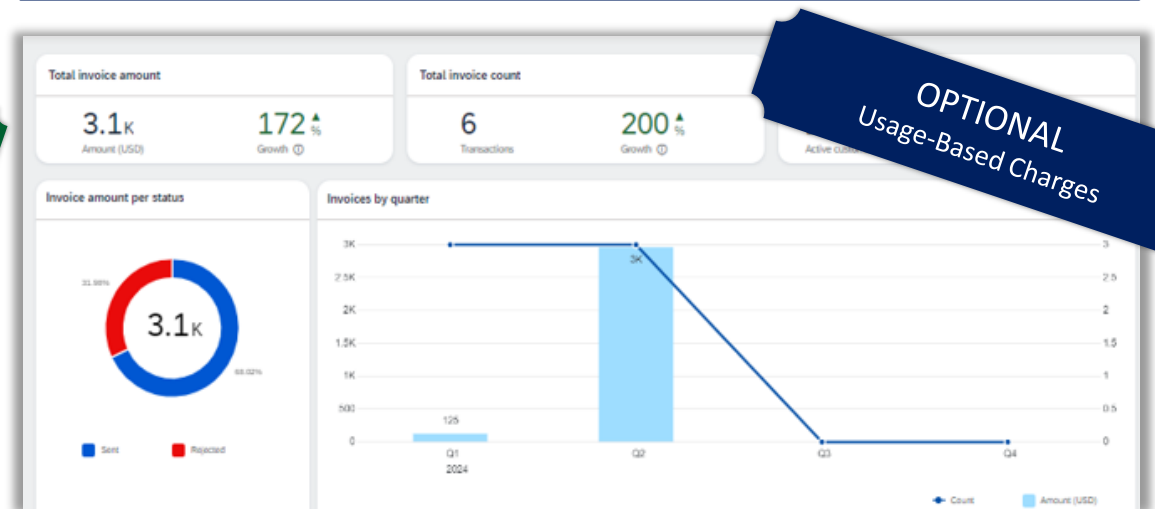 Total invoice amount
Total invoice count
3.1K
172 ▲ %
6
200 ▲ %
Amount (USD)
Growth
Transactions
Growth
Active
OPTIONAL
Usage-Based Charges
Invoice amount per status
Invoices by quarter
31.98%
3.1K
68.02%
Sent
Rejected
3K
2.5K
2K
1.5K
1K
500
0
3
2.5
2
1.5
1
0.5
0
125
3K
Q1
Q2
Q3
Q4
2024
Count
Amount (USD)